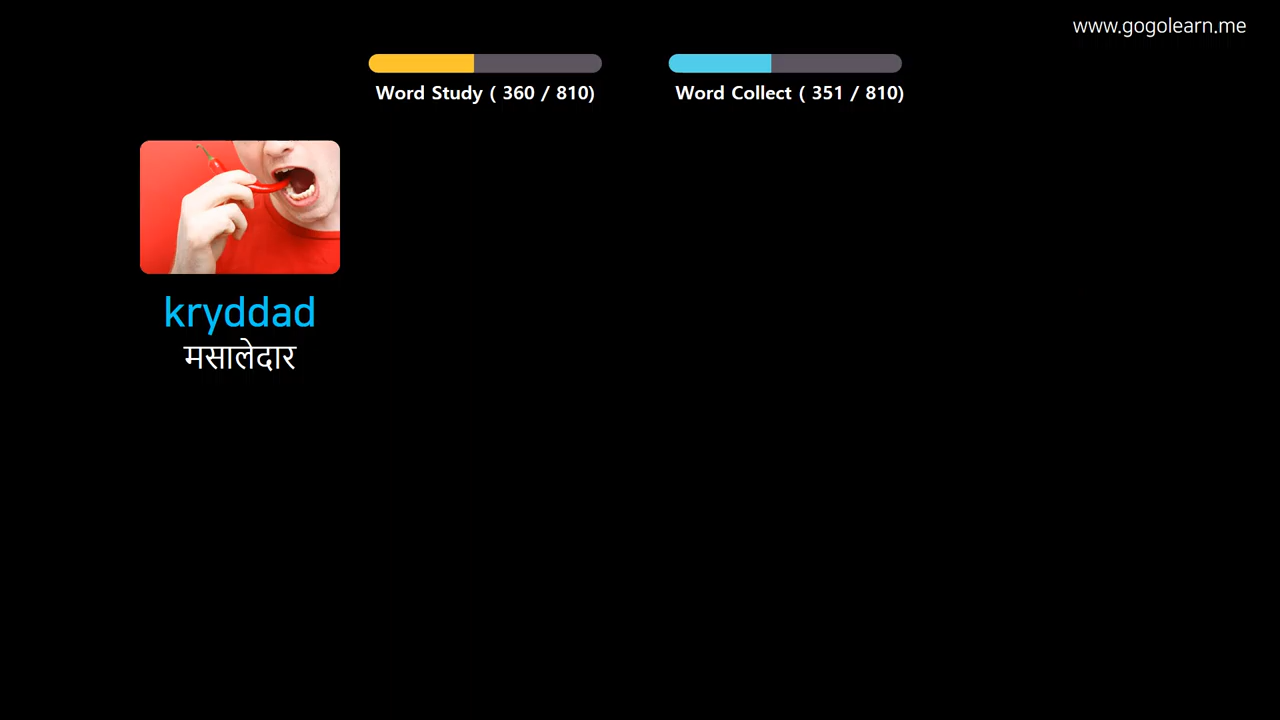 www.gogolearn.me
Word Study ( 360 / 810)
Word Collect ( 351 / 810)
kryddad
मसालेदार